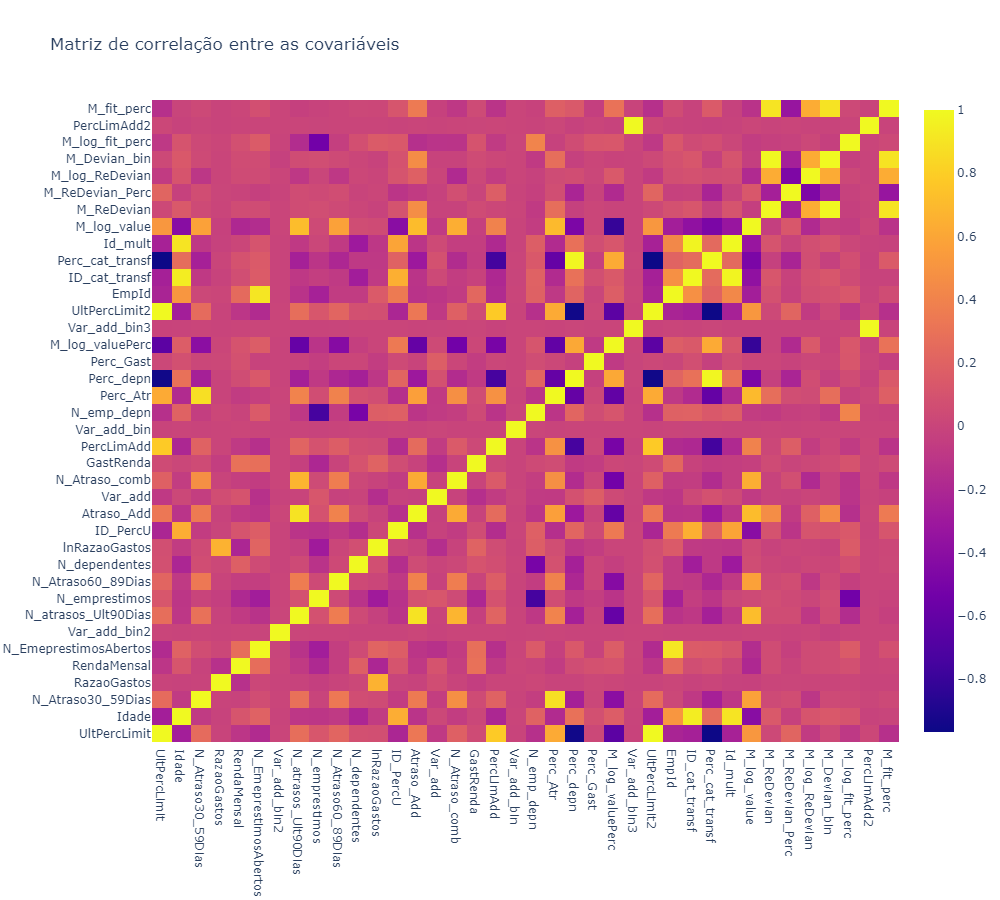 Matriz de correlação entre as covariáveis
M_fit_perc
PercLimAdd2
M_log_fit_perc
M_Devian_bin
M_log_ReDevian
M_ReDevian_Perc
M_ReDevian
M_log_value
Id_mult
Perc_cat_transf
ID_cat_transf
EmpId
UltPercLimit2
Var_add_bin3
M_log_valuePerc
Perc_Gast
Perc_depn
Perc_Atr
N_emp_depn
Var_add_bin
PercLimAdd
GastRenda
N_Atraso_comb
Var_add
Atraso_Add
ID_PercU
lnRazaoGastos
N_dependentes
N_Atraso60_89Dias
N_emprestimos
N_atrasos_Ult90Dias
Var_add_bin2
N_EmeprestimosAbertos
RendaMensal
RazaoGastos
N_Atraso30_59Dias
Idade
UltPercLimit
UltPercLimit
Idade
N_Atraso30_59Dias
RazaoGastos
RendaMensal
N_EmeprestimosAbertos
Var_add_bin2
N_atrasos_Ult90Dias
N_emprestimos
N_Atraso60_89Dias
N_dependentes
lnRazaoGastos
ID_PercU
Atraso_Add
Var_add
N_Atraso_comb
GastRenda
PercLimAdd
Var_add_bin
N_emp_depn
Perc_Atr
Perc_depn
Perc_Gast
M_log_valuePerc
Var_add_bin3
UltPercLimit2
EmpId
ID_cat_transf
Perc_cat_transf
Id_mult
M_log_value
M_ReDevian
M_ReDevian_Perc
M_log_ReDevian
M_Devian_bin
M_log_fit_perc
PercLimAdd2
M_fit_perc
1
0.8
0.6
0.4
0.2
0
−0.2
−0.4
−0.6
−0.8